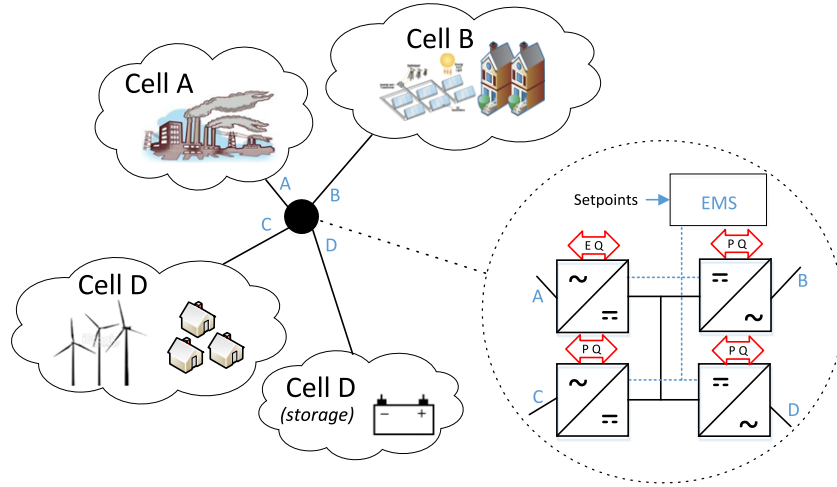 Cell A
Cell B
A
B
C
D
Cell D
Cell D
(storage)
Setpoints
EMS
E Q
P Q
A
B
P Q
P Q
C
D